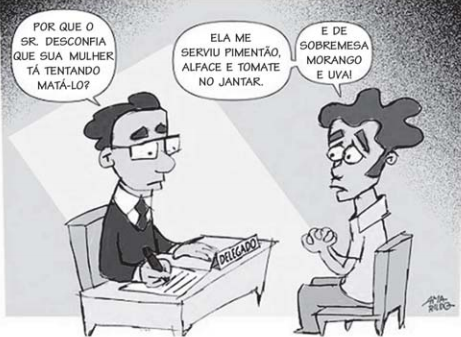 POR QUE O
SR. DESCONFIA
QUE SUA MULHER
TÁ TENTANDO
MATÁ-LO?
ELA ME
SERVIU PIMENTÃO,
ALFACE E TOMATE
NO JANTAR.
E DE
SOBREMESA
MORANGO
E UVA!
DELEGADO